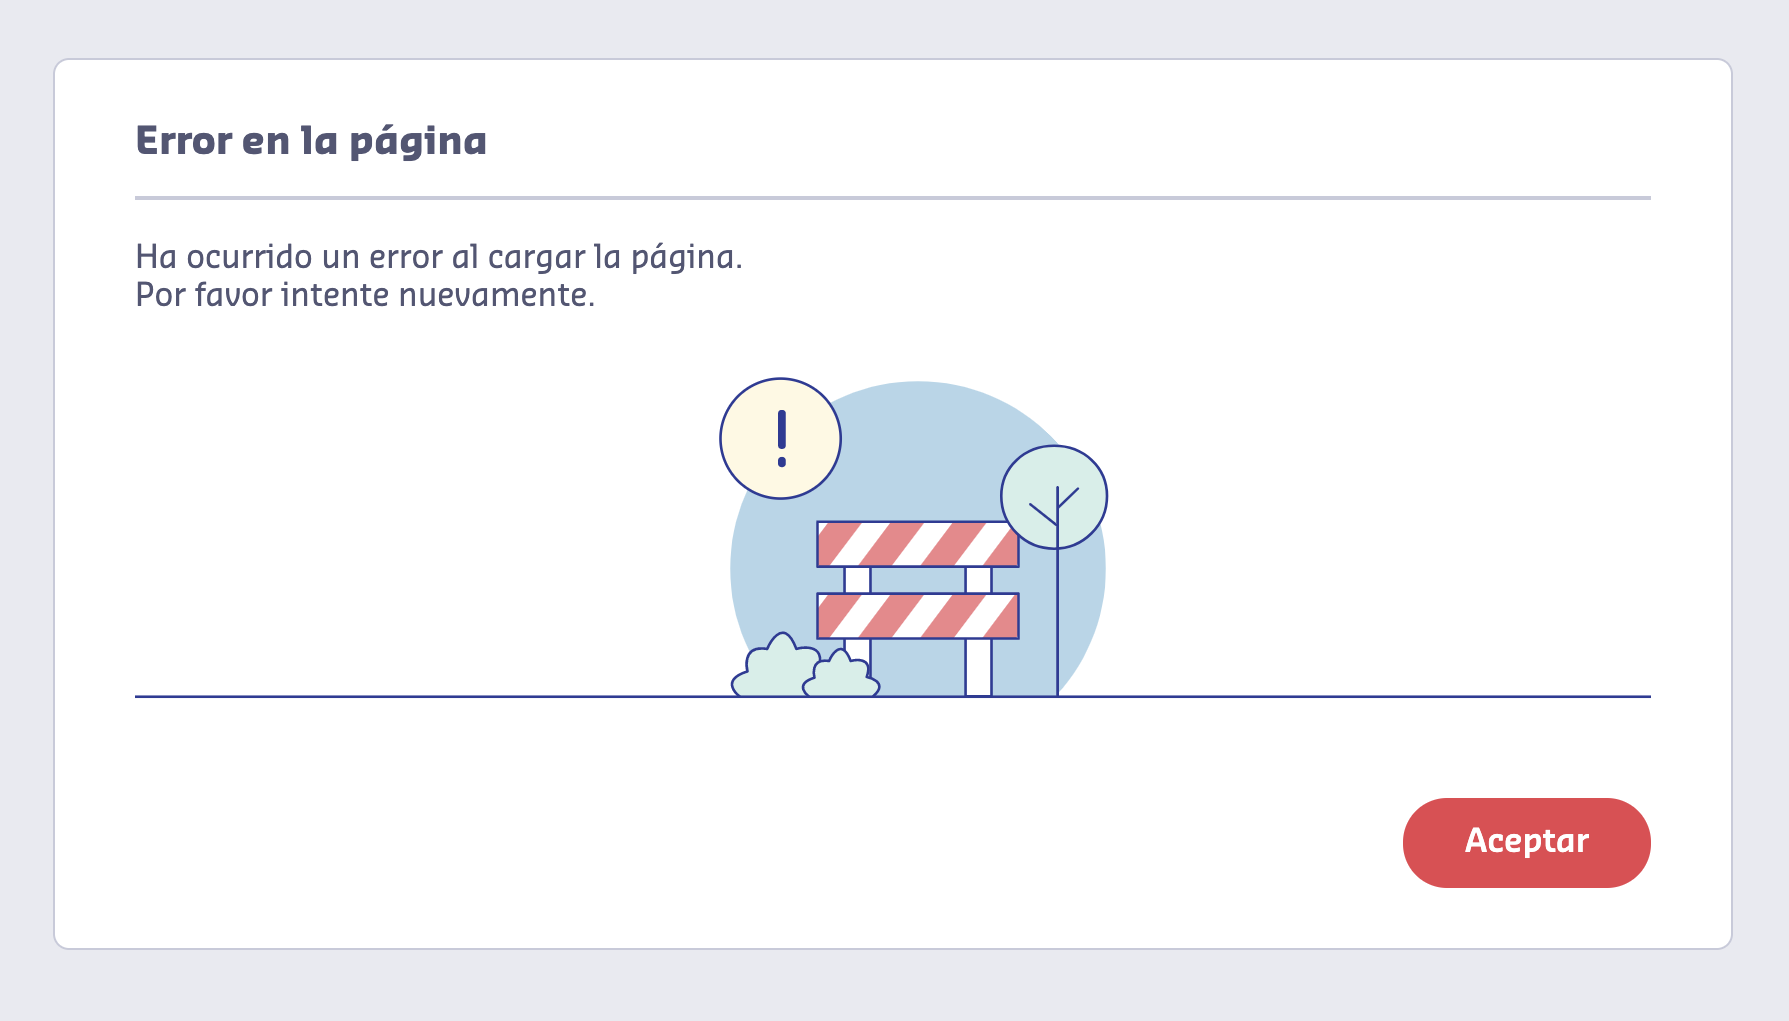 Error en la página
Ha ocurrido un error al cargar la página.
Por favor intente nuevamente.
!
Aceptar